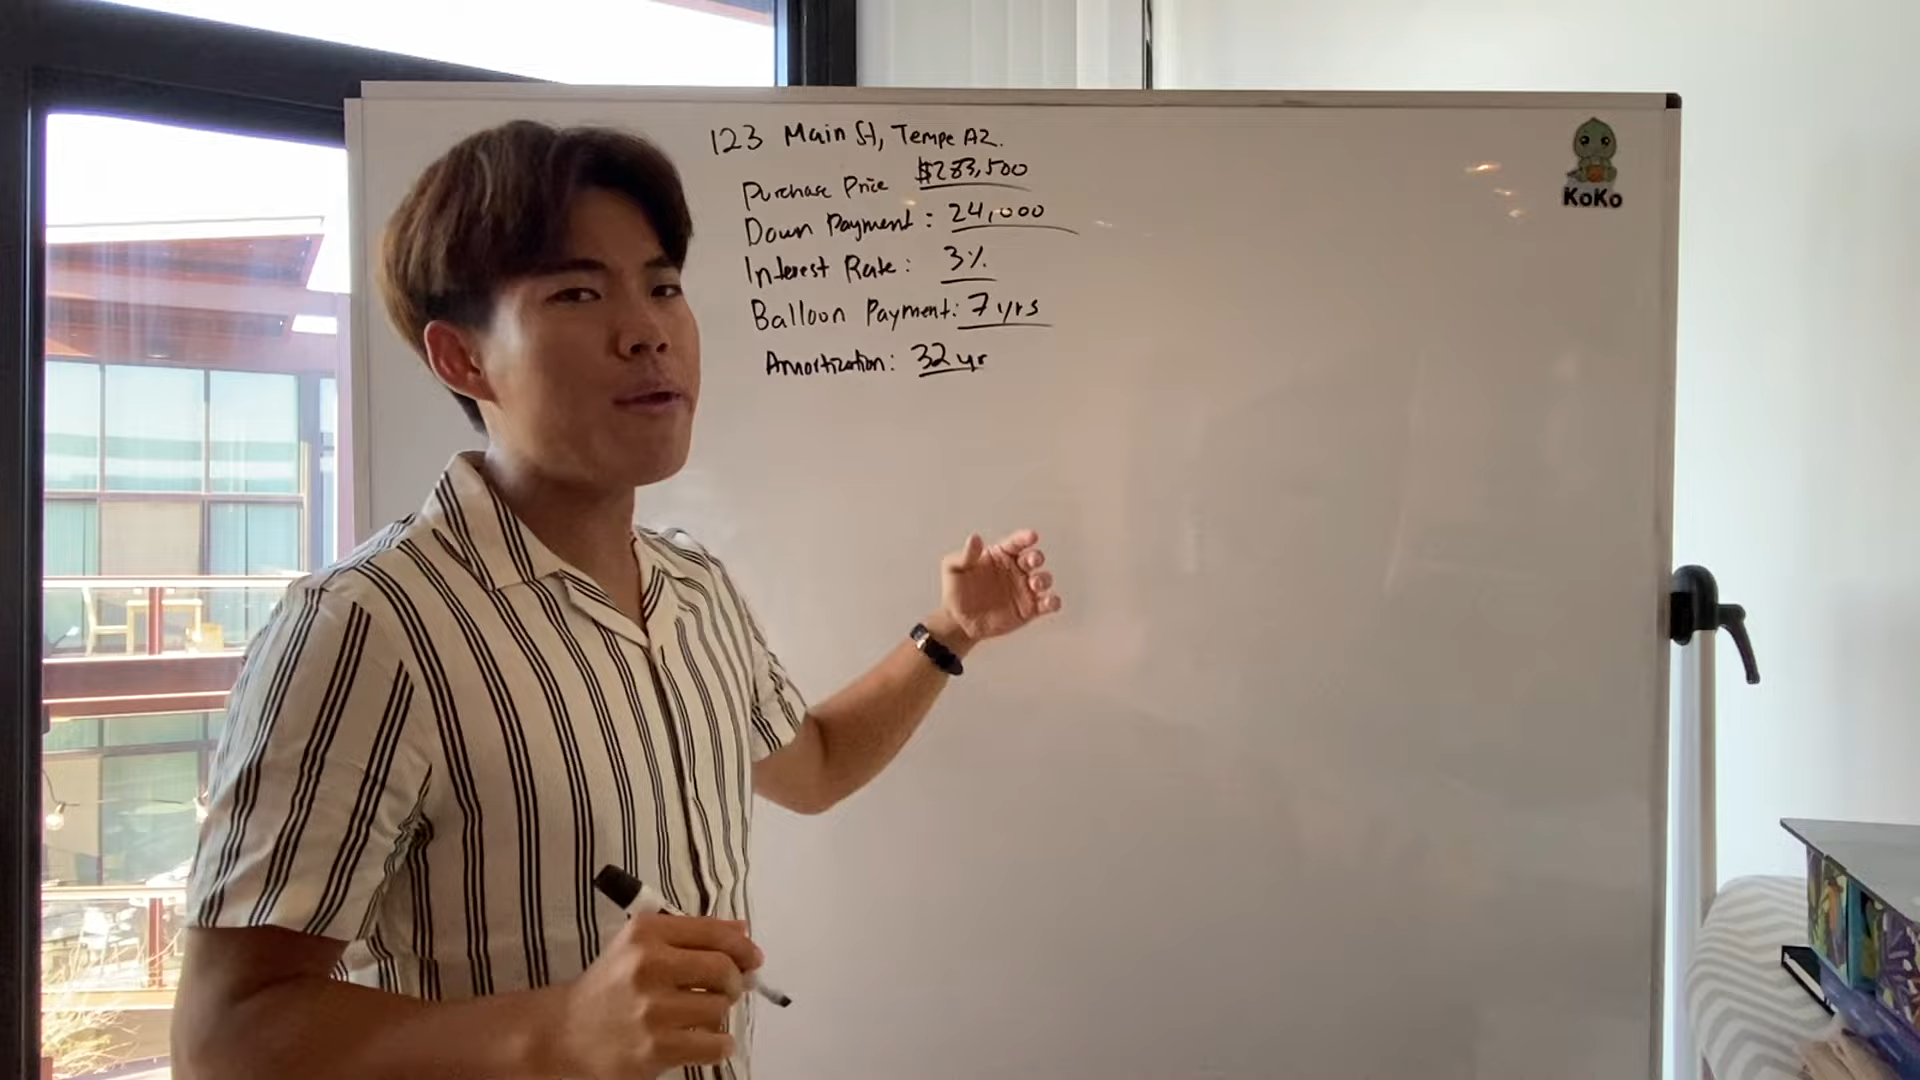 123 Main St, Tempe AZ.
Purchase Price $283,500
Down Payment: 24,000
Interest Rate: 3%
Balloon Payment: 7 yrs
Amortization: 32 yr
KoKo